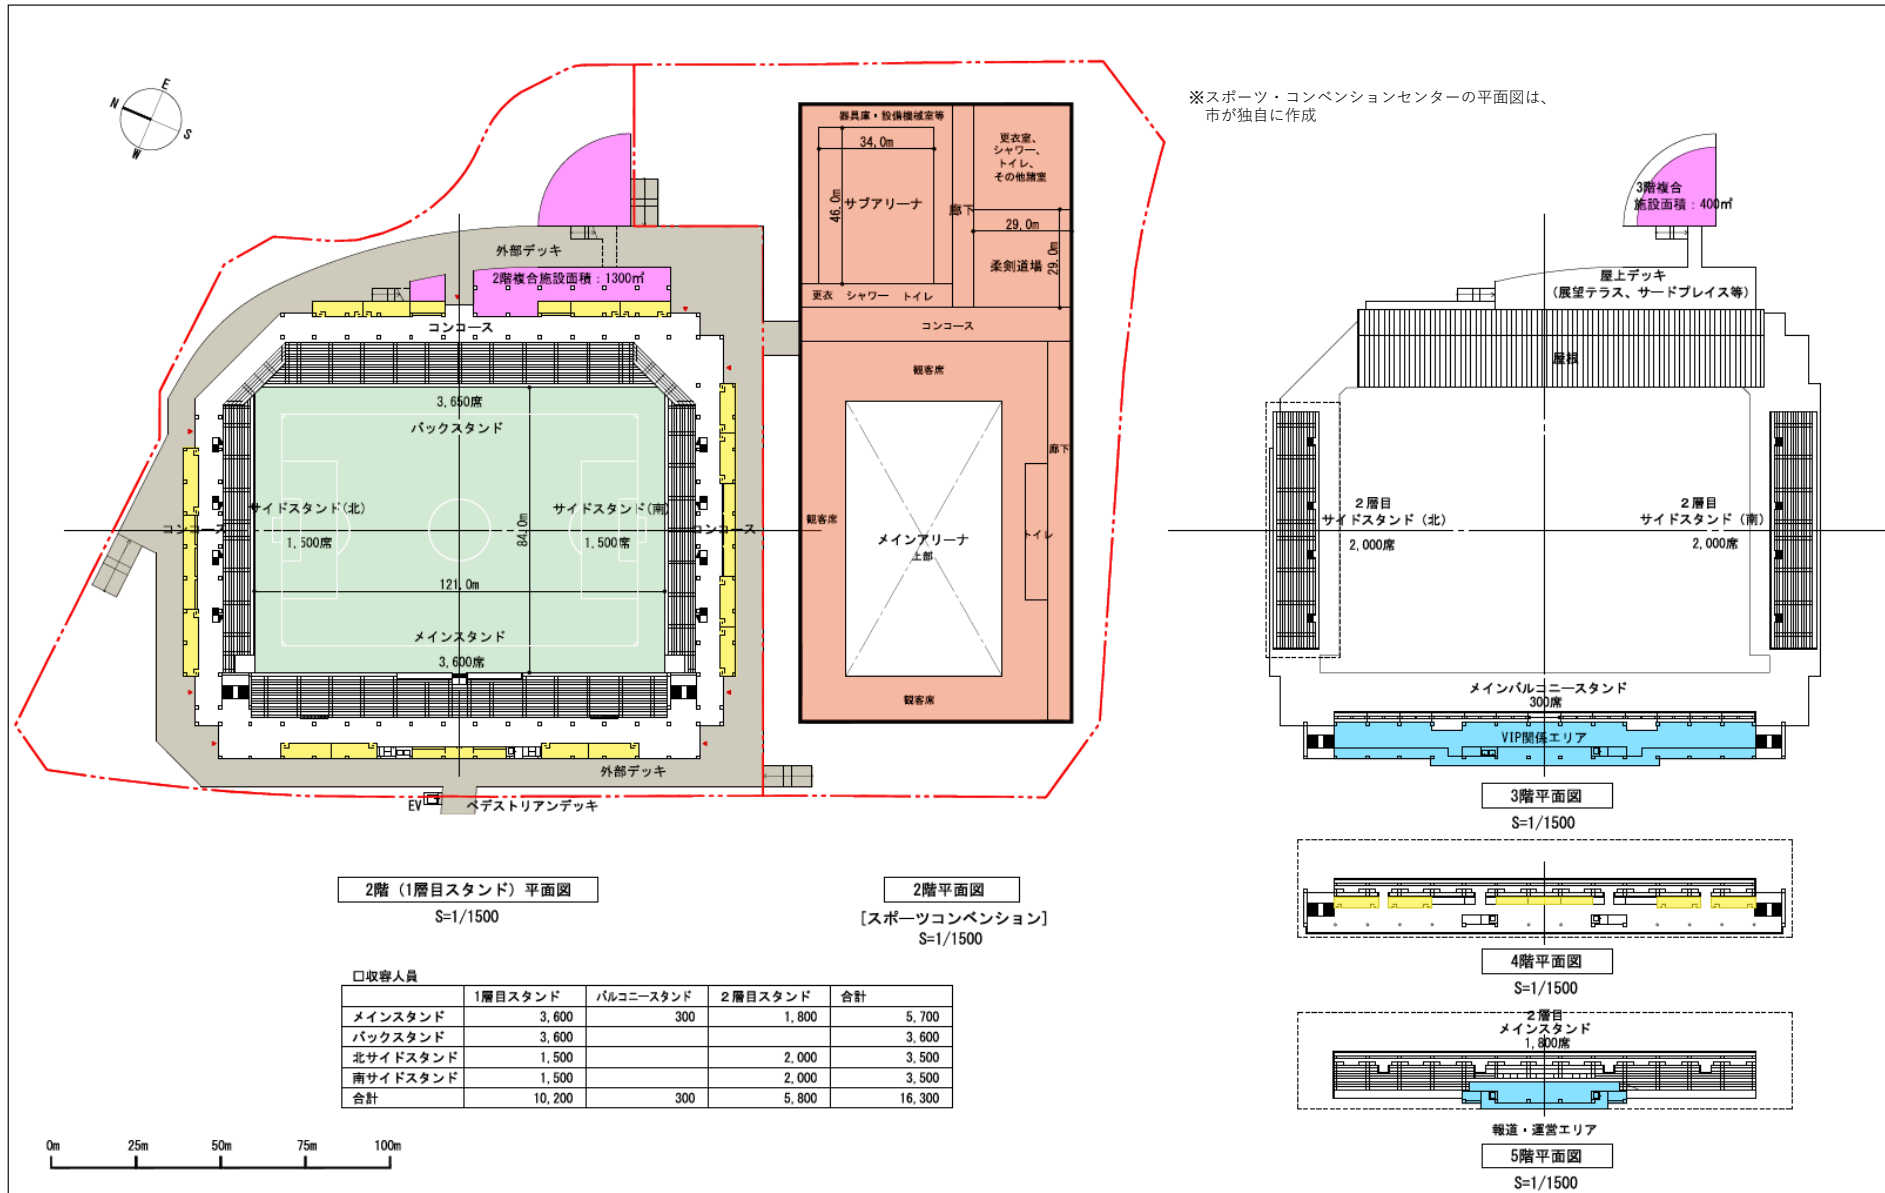 ※スポーツ・コンベンションセンターの平面図は、
市が独自に作成
N
E
S
W
器具庫・設備機械室等
34,0m
46,0m
サブアリーナ
更衣室、
シャワー、
トイレ、
その他諸室
廊下
29,0m
29,0m
柔剣道場
更衣 シャワー トイレ
コンコース
観客席
観客席
メインアリーナ
上部
廊下
トイレ
観客席
外部デッキ
2階複合施設面積：1300㎡
コンコース
3,650席
バックスタンド
サイドスタンド(北)
1,500席
サイドスタンド(南)
1,500席
コンコース
コンコース
84,0m
121,0m
メインスタンド
3,600席
外部デッキ
EV
ペデストリアンデッキ
2階（1層目スタンド）平面図
S=1/1500
2階平面図
[スポーツコンベンション]
S=1/1500
3階複合
施設面積：400㎡
屋上デッキ
(展望テラス、サードプレイス等)
屋根
２層目
サイドスタンド（北）
2,000席
２層目
サイドスタンド（南）
2,000席
メインバルコニースタンド
300席
VIP関係エリア
3階平面図
S=1/1500
4階平面図
S=1/1500
２層目
メインスタンド
1,800席
報道・運営エリア
5階平面図
S=1/1500
□収容人員
1層目スタンド バルコニースタンド ２層目スタンド 合計
メインスタンド 3,600 300 1,800 5,700
バックスタンド 3,600 3,600
北サイドスタンド 1,500 2,000 3,500
南サイドスタンド 1,500 2,000 3,500
合計 10,200 300 5,800 16,300
0m 25m 50m 75m 100m